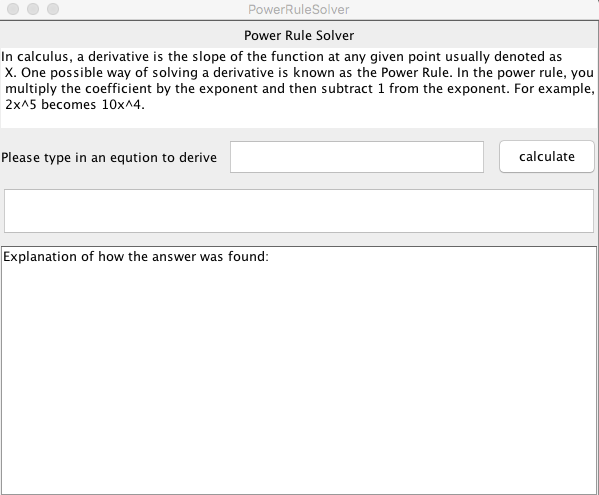 PowerRuleSolver
Power Rule Solver
In calculus, a derivative is the slope of the function at any given point usually denoted as
X. One possible way of solving a derivative is known as the Power Rule. In the power rule, you
multiply the coefficient by the exponent and then subtract 1 from the exponent. For example,
2x^5 becomes 10x^4.
Please type in an eqution to derive
calculate
Explanation of how the answer was found: